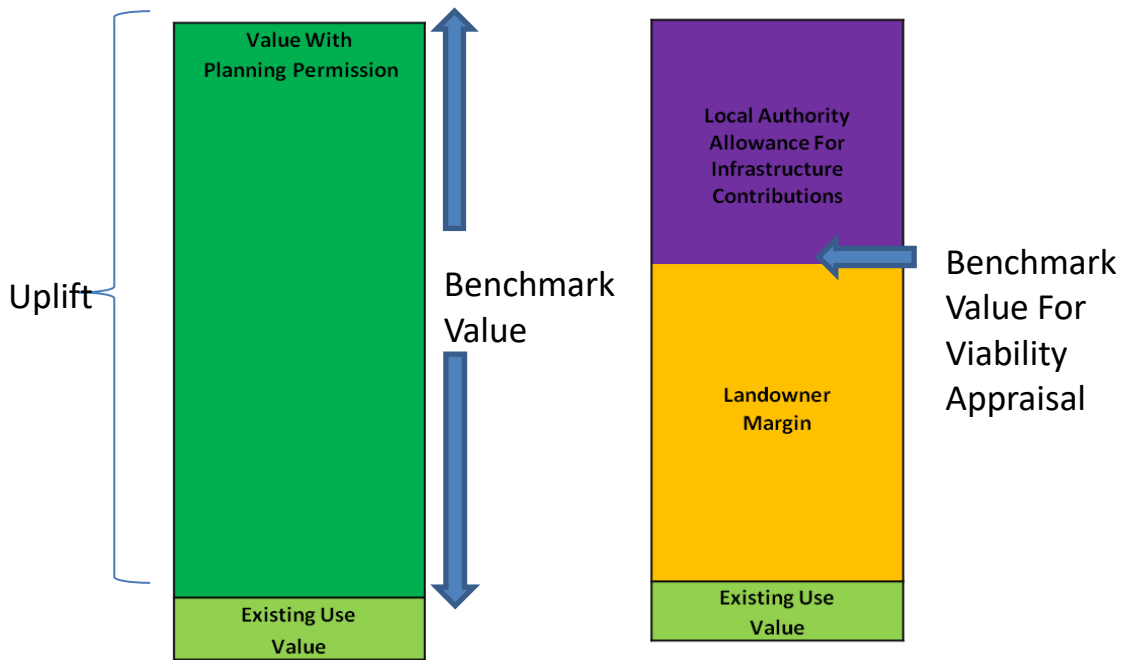 Value With
Planning Permission
Uplift
Benchmark
Value
Existing Use
Value
Local Authority
Allowance For
Infrastructure
Contributions
Landowner
Margin
Existing Use
Value
Benchmark
Value For
Viability
Appraisal